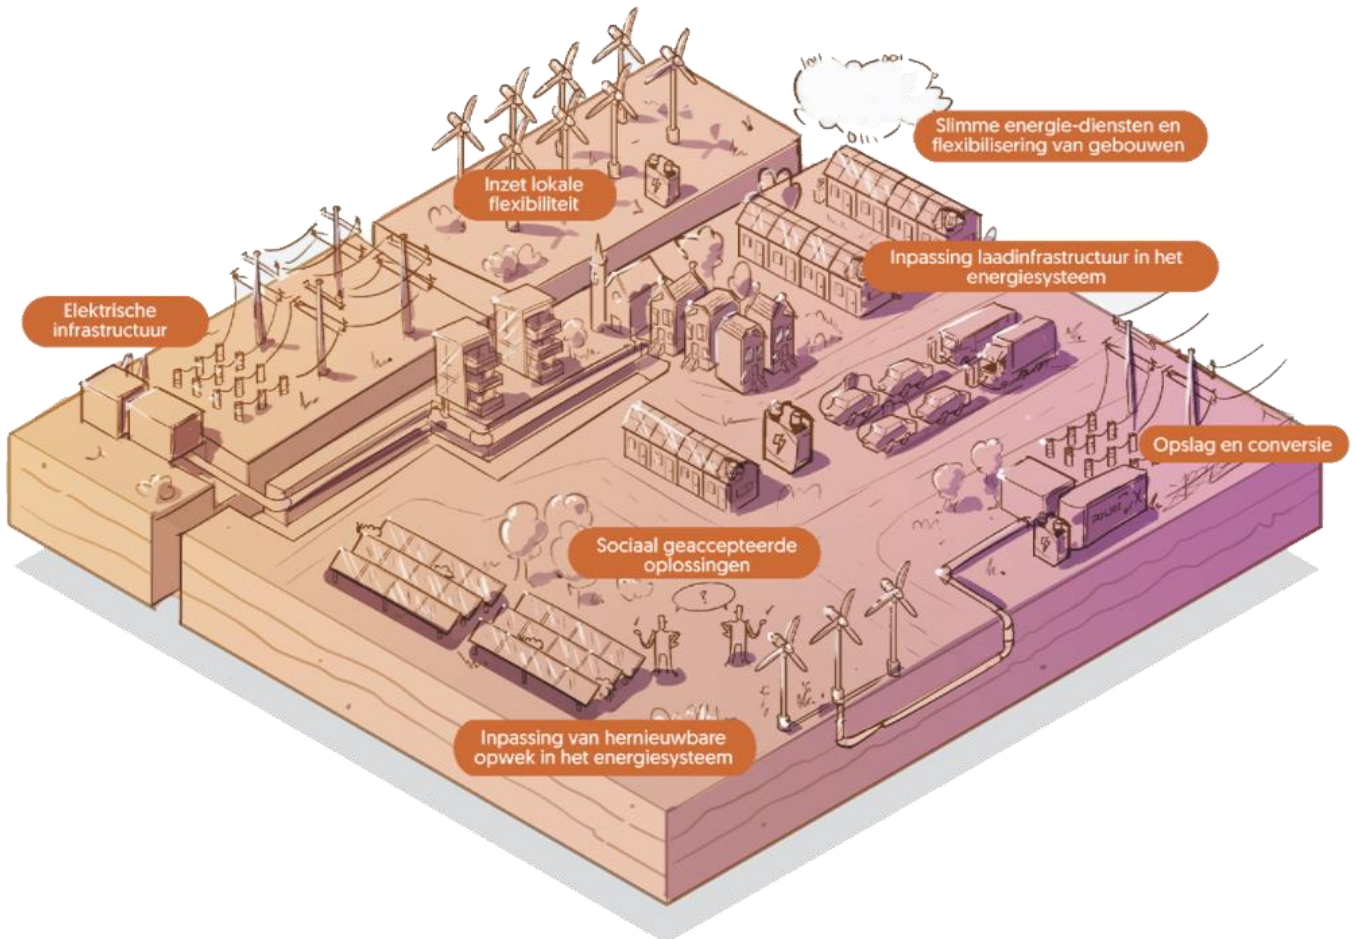 Slimme energie-diensten en
flexibilisering van gebouwen
Inzet lokale
flexibiliteit
Inpassing laadinfrastructuur in het
energiesysteem
Elektrische
infrastructuur
Opslag en conversie
power
X
Sociaal geaccepteerde
oplossingen
?
Inpassing van hernieuwbare
opwek in het energiesysteem